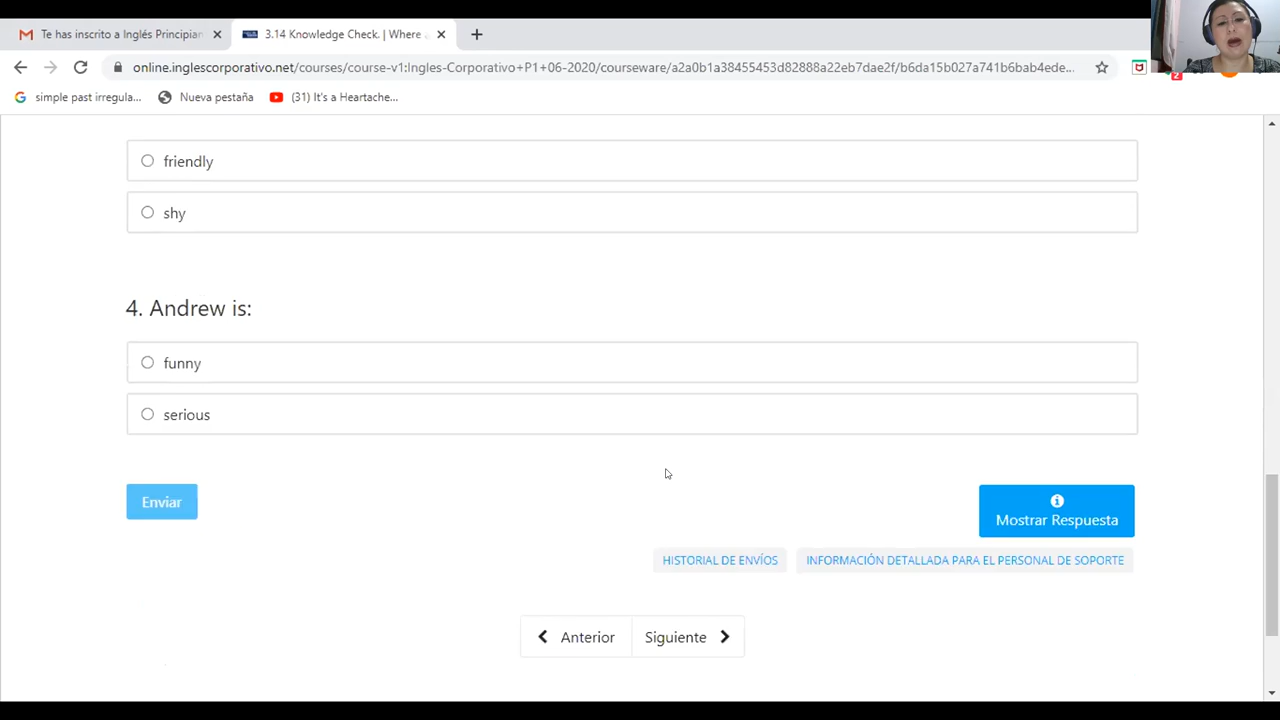 Te has inscrito a Inglés Principian
3.14 Knowledge Check. | Where
online.inglescorporativo.net/courses/course-v1:Ingles-Corporativo+P1+06-2020/courseware/a2a0b1a38455453d82888a22eb7dae2f/b6da15b027a741b6bab4ede...
2
simple past irregula...
Nueva pestaña
(31) It's a Heartache...
friendly
shy
4. Andrew is:
funny
serious
Enviar
Mostrar Respuesta
HISTORIAL DE ENVÍOS
INFORMACIÓN DETALLADA PARA EL PERSONAL DE SOPORTE
Anterior
Siguiente